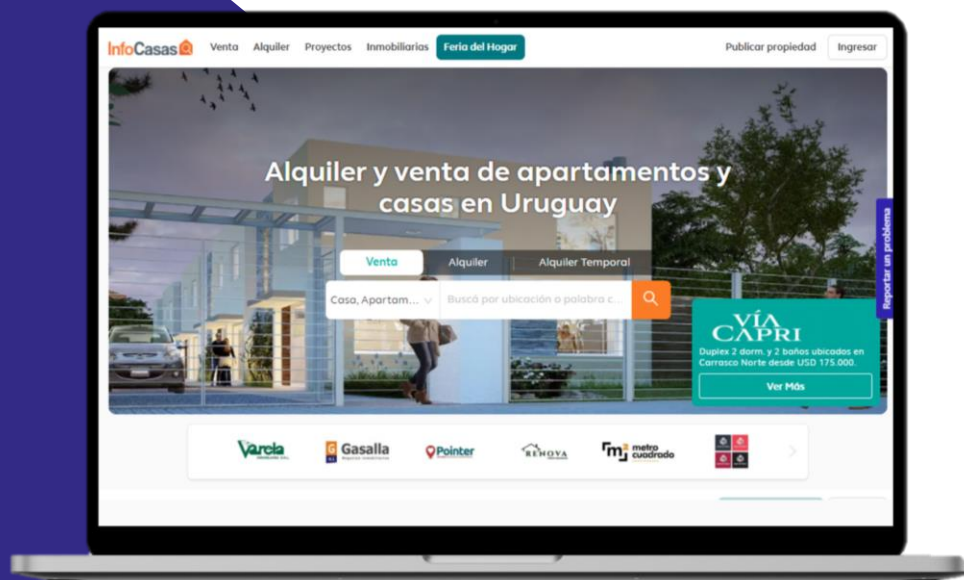 InfoCasas
Venta Alquiler Proyectos Inmobiliarias Feria del Hogar
Publicar propiedad Ingresar
Alquiler y venta de apartamentos y
casas en Uruguay
Venta Alquiler Alquiler Temporal
Casa, Apartam... Buscá por ubicación o palabra c...
Reportar un problema
VÍA
CAPRI
Duplex 2 dorm. y 2 baños ubicados en
Carrasco Norte desde USD 175.000.
Ver Más
Varela
Gasalla
Pointer
RENOVA
metro
cuadrado